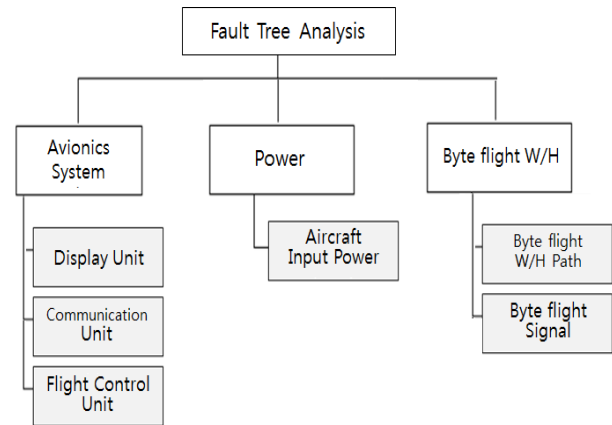 Fault Tree Analysis
Avionics
System
Power
Byte flight W/H
Display Unit
Communication
Unit
Flight Control
Unit
Aircraft
Input Power
Byte flight
W/H Path
Byte flight
Signal